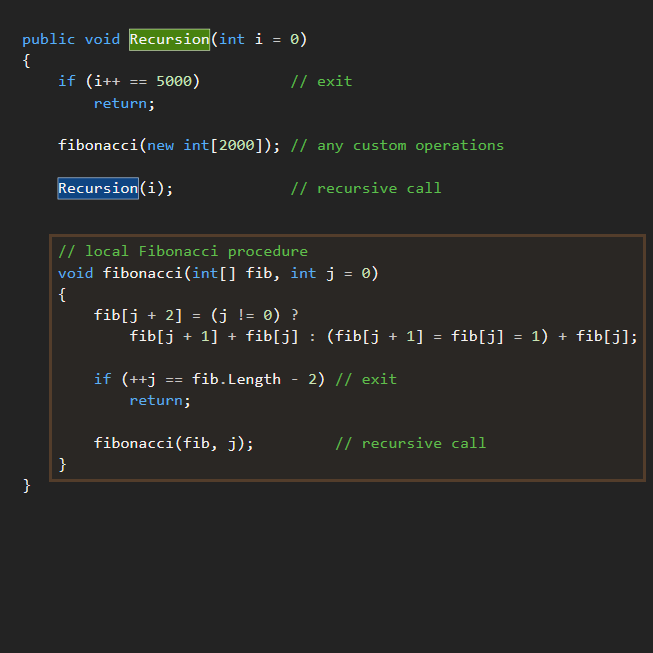 public void Recursion(int i = 0)
{
    if (i++ == 5000)          // exit
        return;
    fibonacci(new int[2000]); // any custom operations
    Recursion(i);             // recursive call
    // local Fibonacci procedure
    void fibonacci(int[] fib, int j = 0)
    {
        fib[j + 2] = (j != 0) ?
            fib[j + 1] + fib[j] : (fib[j + 1] = fib[j] = 1) + fib[j];
        if (++j == fib.Length - 2) // exit
            return;
        fibonacci(fib, j);         // recursive call
    }
}